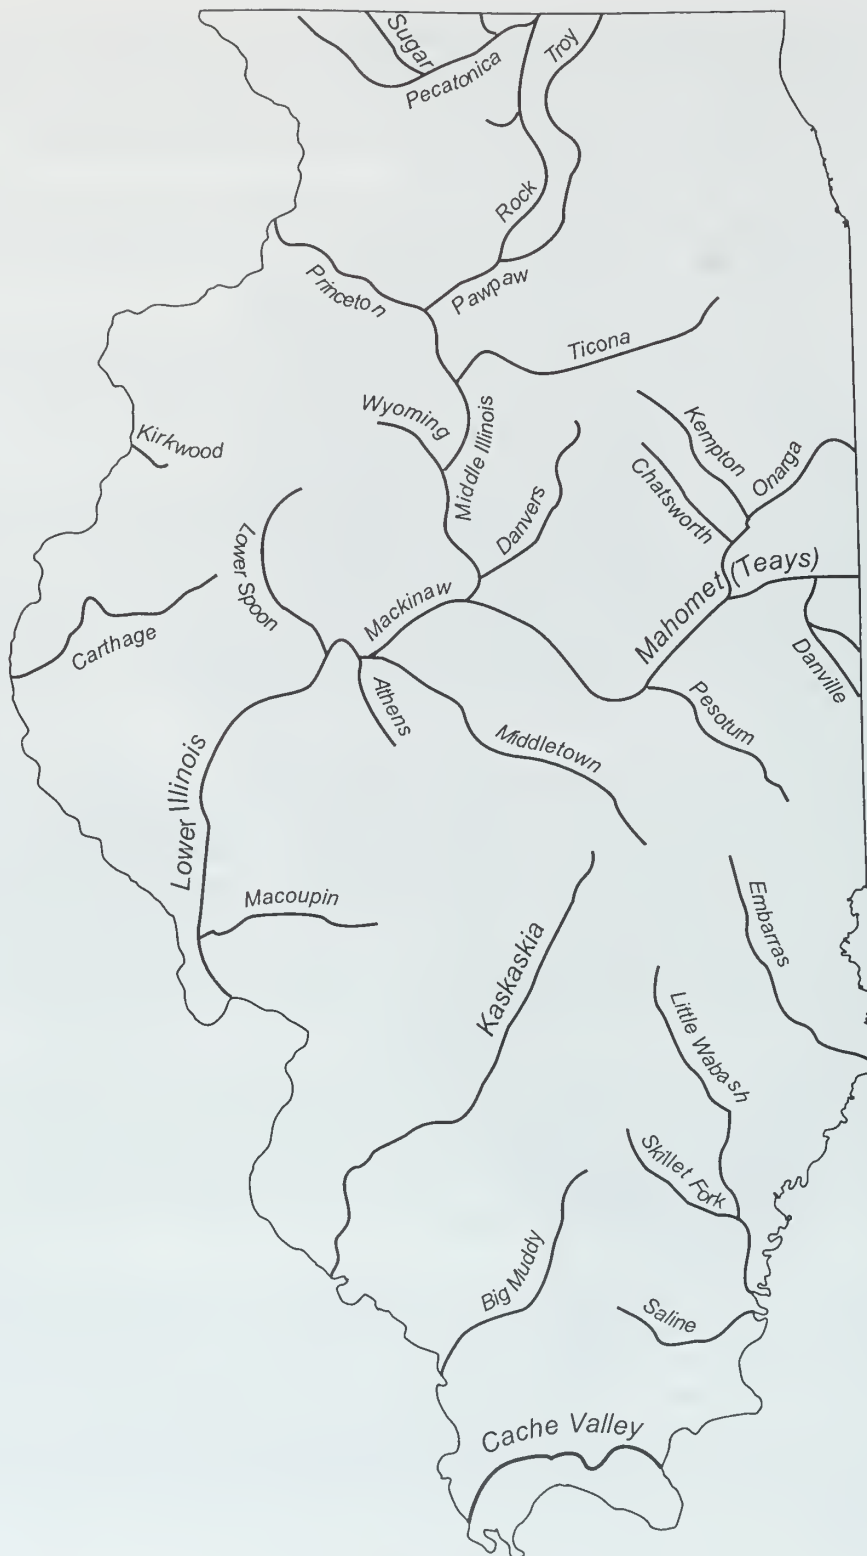 Sugar
Troy
Pecatonica
Rock
Princeton
Pawpaw
Ticona
Wyoming
Kempton
Kirkwood
Middle Illinois
Onarga
Chatsworth
Danvers
Lower Spoon
Mackinaw
Mahomet (Teays)
Carthage
Danville
Athens
Pesotum
Middletown
Lower Illinois
Macoupin
Embarras
Kaskaskia
Little Wabash
Skillet Fork
Big Muddy
Saline
Cache Valley